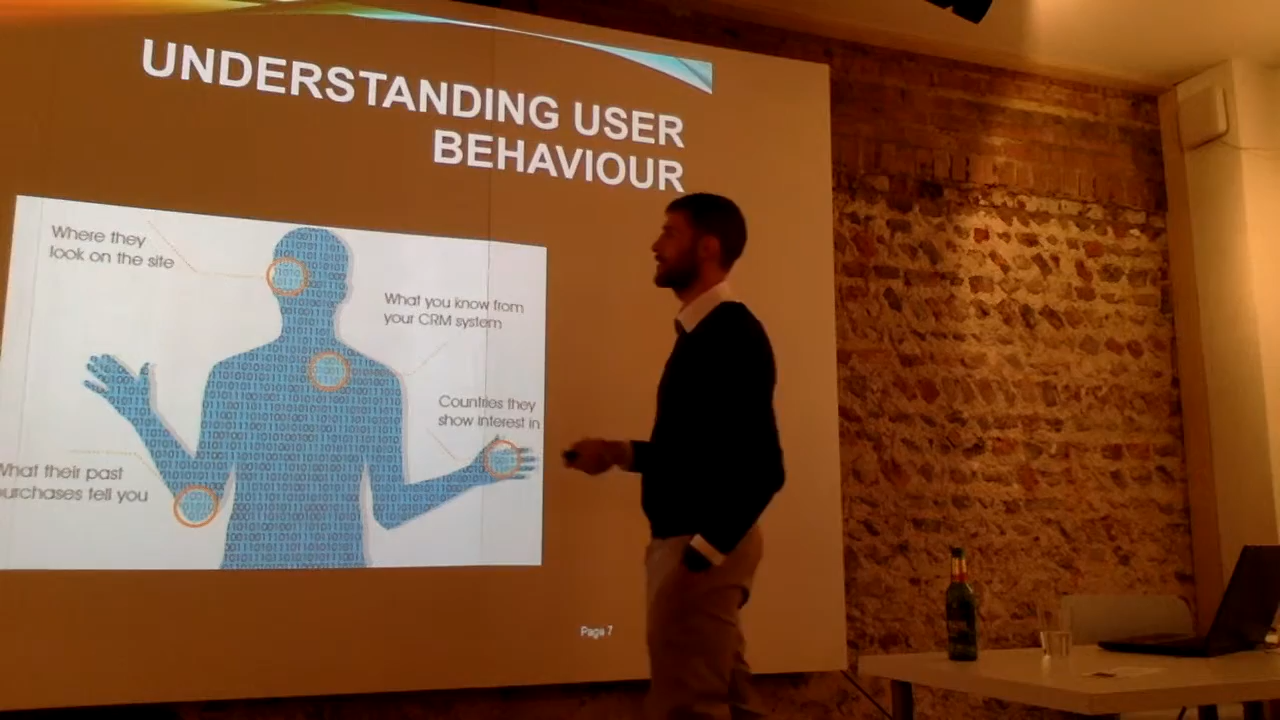 UNDERSTANDING USER
BEHAVIOUR
Where they
look on the site
What you know from
your CRM system
Countries they
show interest in
What their past
purchases tell you
Page 7